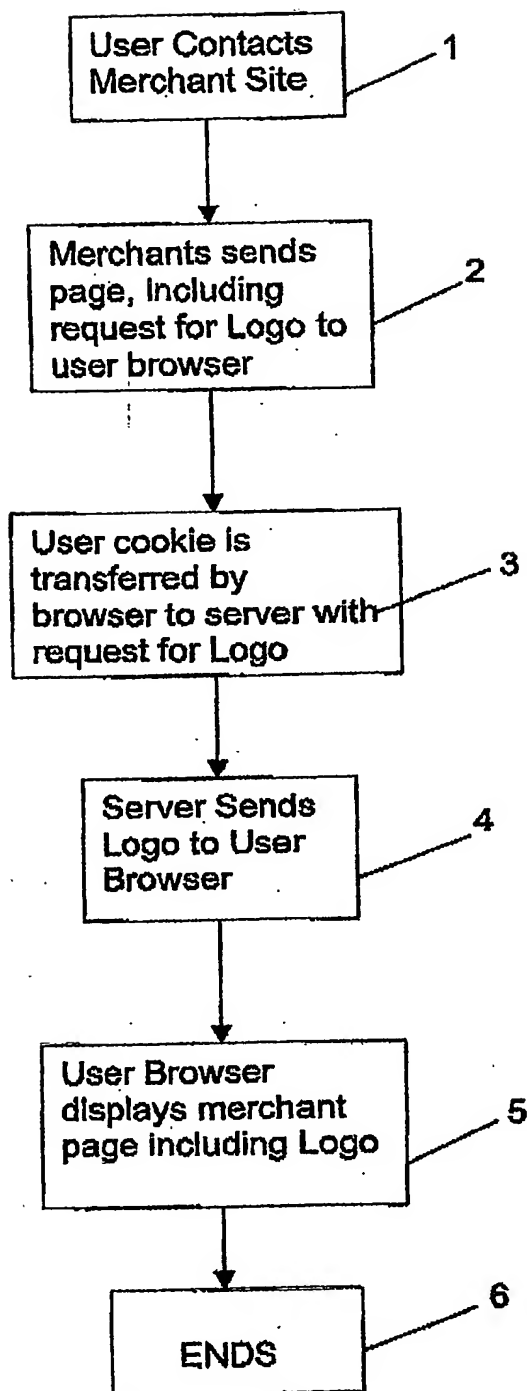 User Contacts
Merchant Site
1
Merchants sends
page, including
request for Logo to
user browser
2
User cookie is
transferred by
browser to server with
request for Logo
3
Server Sends
Logo to User
Browser
4
User Browser
displays merchant
page including Logo
5
ENDS
6